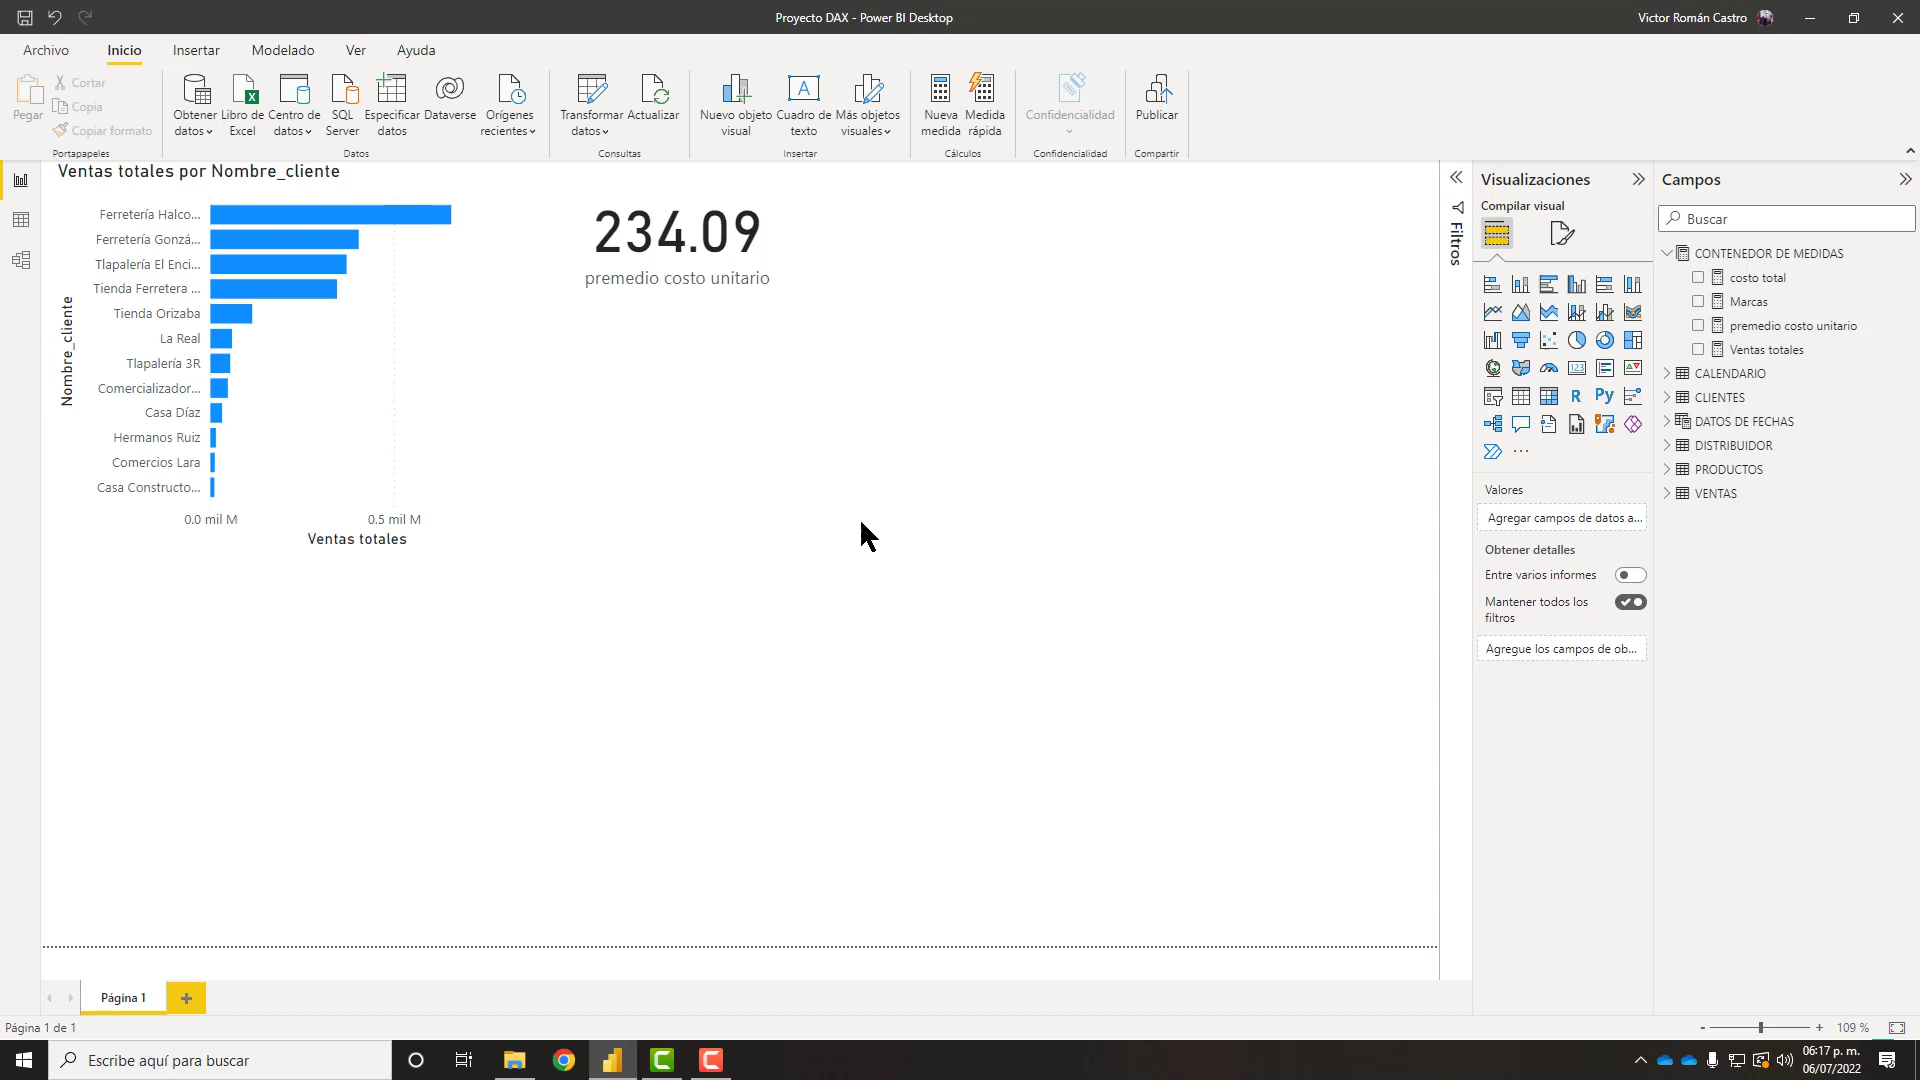 Proyecto DAX - Power BI Desktop
Victor Román Castro
Archivo
Inicio
Insertar
Modelado
Ver
Ayuda
Pegar
Cortar
Copia
Copiar formato
Portapapeles
Obtener datos
Libro de Excel
Centro de datos
SQL Server
Especificar datos
Dataverse
Orígenes recientes
Datos
Transformar datos
Actualizar
Consultas
Nuevo objeto visual
Cuadro de texto
Más objetos visuales
Insertar
Nueva medida
Medida rápida
Cálculos
Confidencialidad
Confidencialidad
Publicar
Compartir
Ventas totales por Nombre_cliente
Nombre_cliente
Ferretería Halco...
Ferretería Gonzá...
Tlapalería El Enci...
Tienda Ferretera ...
Tienda Orizaba
La Real
Tlapalería 3R
Comercializador...
Casa Díaz
Hermanos Ruiz
Comercios Lara
Casa Constructo...
0.0 mil M
0.5 mil M
Ventas totales
234.09
premedio costo unitario
Filtros
Visualizaciones
Compilar visual
123
R
Py
...
Valores
Agregar campos de datos a...
Obtener detalles
Entre varios informes
Mantener todos los
filtros
Agregue los campos de ob...
Campos
Buscar
CONTENEDOR DE MEDIDAS
costo total
Marcas
premedio costo unitario
Ventas totales
CALENDARIO
CLIENTES
DATOS DE FECHAS
DISTRIBUIDOR
PRODUCTOS
VENTAS
Página 1
Página 1 de 1
109 %
Escribe aquí para buscar
06:17 p. m.
06/07/2022